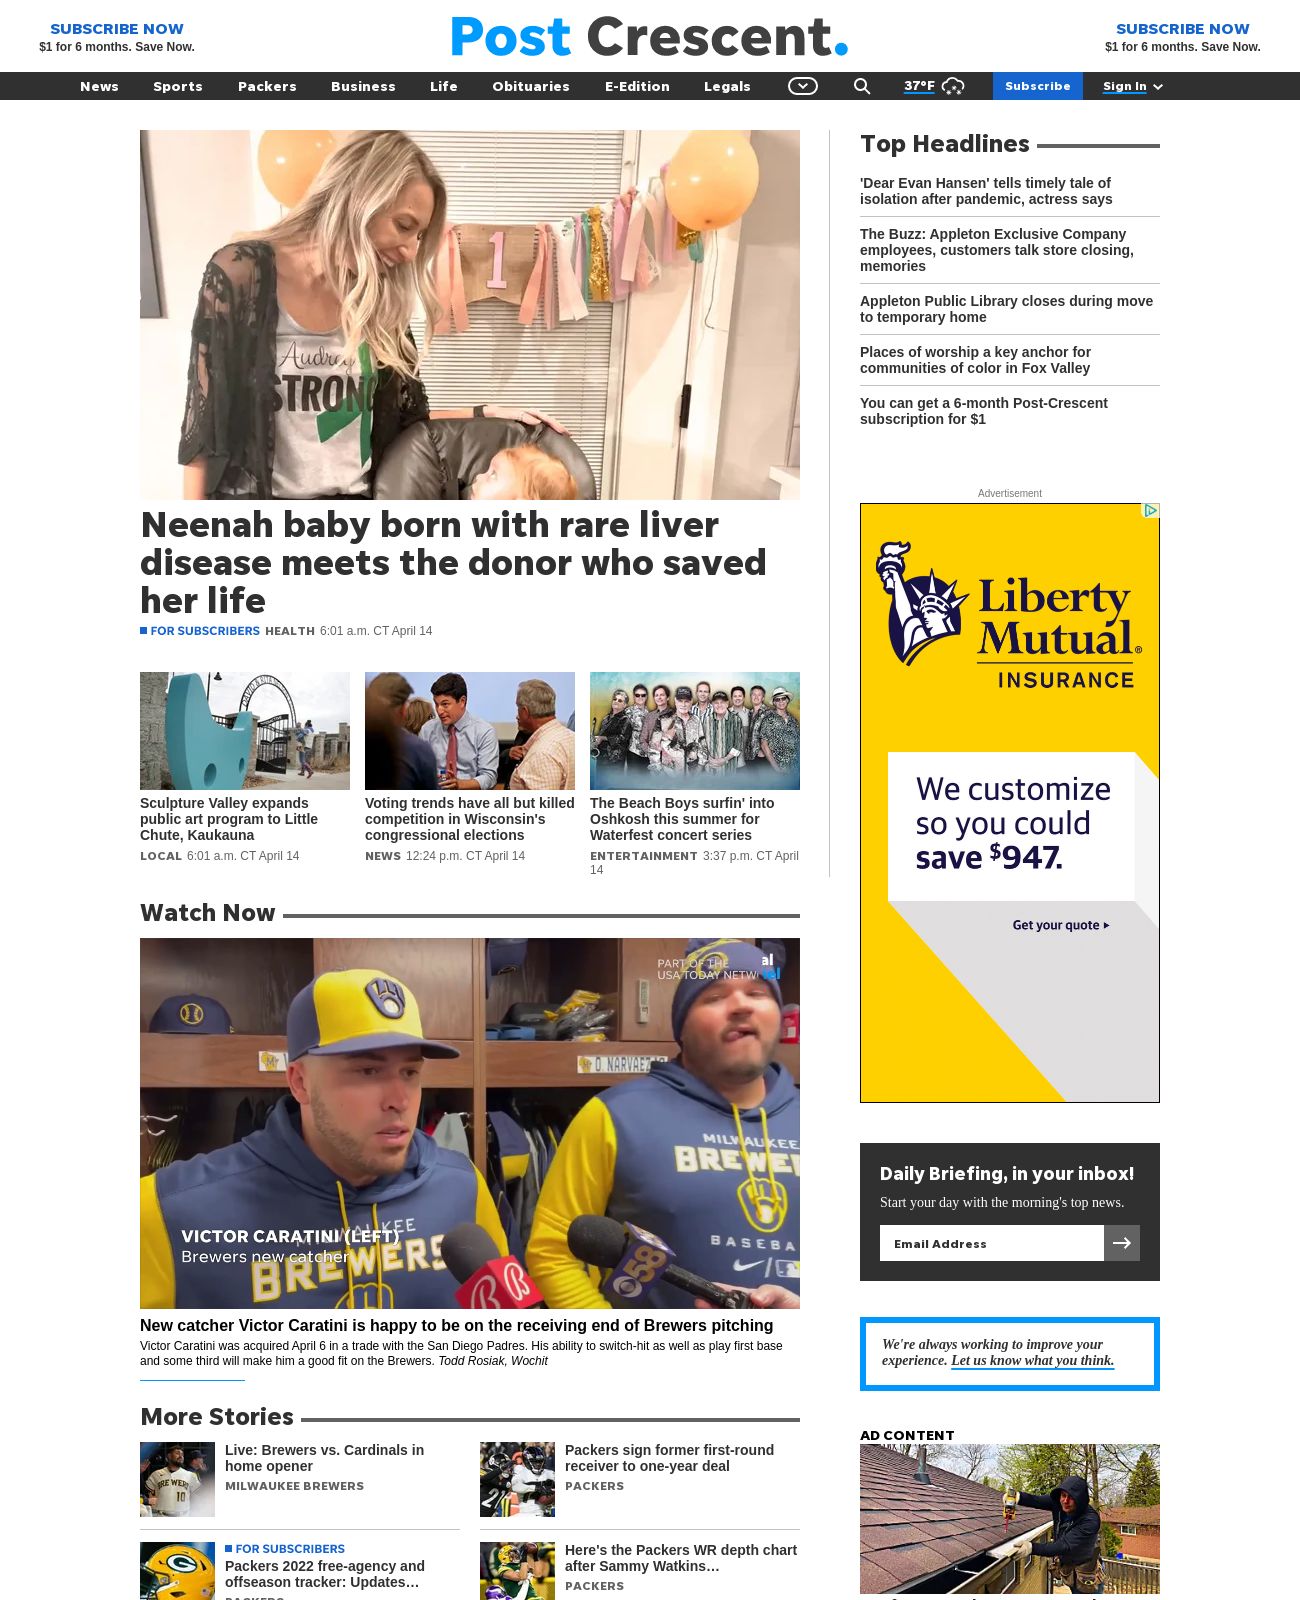 SUBSCRIBE NOW
$1 for 6 months. Save Now.
Post Crescent.
SUBSCRIBE NOW
$1 for 6 months. Save Now.
News Sports Packers Business Life Obituaries E-Edition Legals 37°F Subscribe Sign In
Audrey
STRONG
1
Neenah baby born with rare liver
disease meets the donor who saved
her life
FOR SUBSCRIBERS HEALTH 6:01 a.m. CT April 14
Sculpture Valley expands
public art program to Little
Chute, Kaukauna
LOCAL 6:01 a.m. CT April 14
Voting trends have all but killed
competition in Wisconsin's
congressional elections
NEWS 12:24 p.m. CT April 14
The Beach Boys surfin' into
Oshkosh this summer for
Waterfest concert series
ENTERTAINMENT 3:37 p.m. CT April
14
Watch Now
PART OF THE
USA TODAY NETW
O. NARVAEZ
MILWAUKEE
BREWERS
MILWAUKEE
BREWE
BASEBA
58
VICTOR CARATINI (LEFT)
Brewers new catcher
New catcher Victor Caratini is happy to be on the receiving end of Brewers pitching
Victor Caratini was acquired April 6 in a trade with the San Diego Padres. His ability to switch-hit as well as play first base
and some third will make him a good fit on the Brewers. Todd Rosiak, Wochit
More Stories
Live: Brewers vs. Cardinals in
home opener
MILWAUKEE BREWERS
Packers sign former first-round
receiver to one-year deal
PACKERS
FOR SUBSCRIBERS
Packers 2022 free-agency and
offseason tracker: Updates…
PACKERS
Here's the Packers WR depth chart
after Sammy Watkins…
PACKERS
Top Headlines
'Dear Evan Hansen' tells timely tale of
isolation after pandemic, actress says
The Buzz: Appleton Exclusive Company
employees, customers talk store closing,
memories
Appleton Public Library closes during move
to temporary home
Places of worship a key anchor for
communities of color in Fox Valley
You can get a 6-month Post-Crescent
subscription for $1
Advertisement
Liberty
Mutual®
INSURANCE
We customize
so you could
save $947.
Get your quote
Daily Briefing, in your inbox!
Start your day with the morning's top news.
Email Address
We're always working to improve your
experience. Let us know what you think.
AD CONTENT